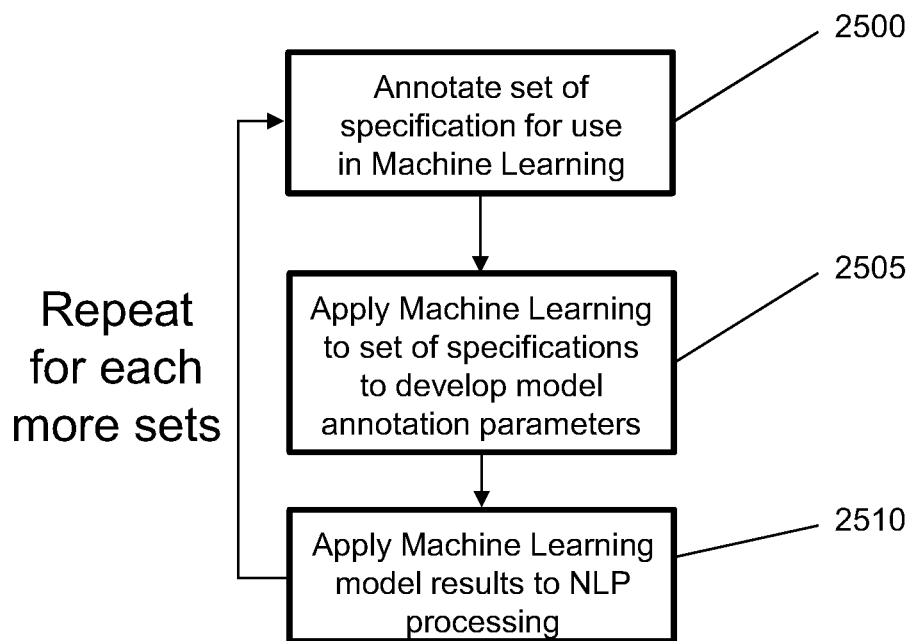 2500
Annotate set of
specification for use
in Machine Learning
2505
Apply Machine Learning
to set of specifications
to develop model
annotation parameters
Repeat
for each
more sets
2510
Apply Machine Learning
model results to NLP
processing